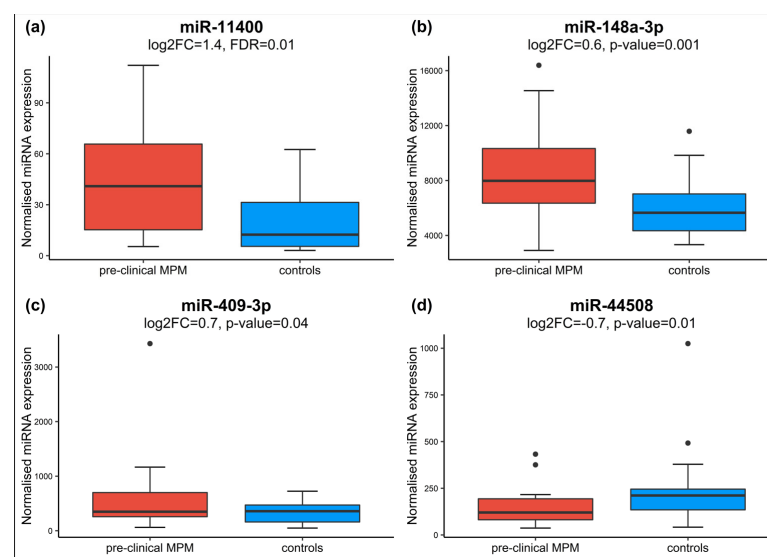 (a)
miR-11400
log2FC=1.4, FDR=0.01
Normalised miRNA expression
90
60
30
0
pre-clinical MPM
controls
(b)
miR-148a-3p
log2FC=0.6, p-value=0.001
Normalised miRNA expression
16000
12000
8000
4000
pre-clinical MPM
controls
(c)
miR-409-3p
log2FC=0.7, p-value=0.04
Normalised miRNA expression
3000
2000
1000
0
pre-clinical MPM
controls
(d)
miR-44508
log2FC=-0.7, p-value=0.01
Normalised miRNA expression
1000
750
500
250
0
pre-clinical MPM
controls